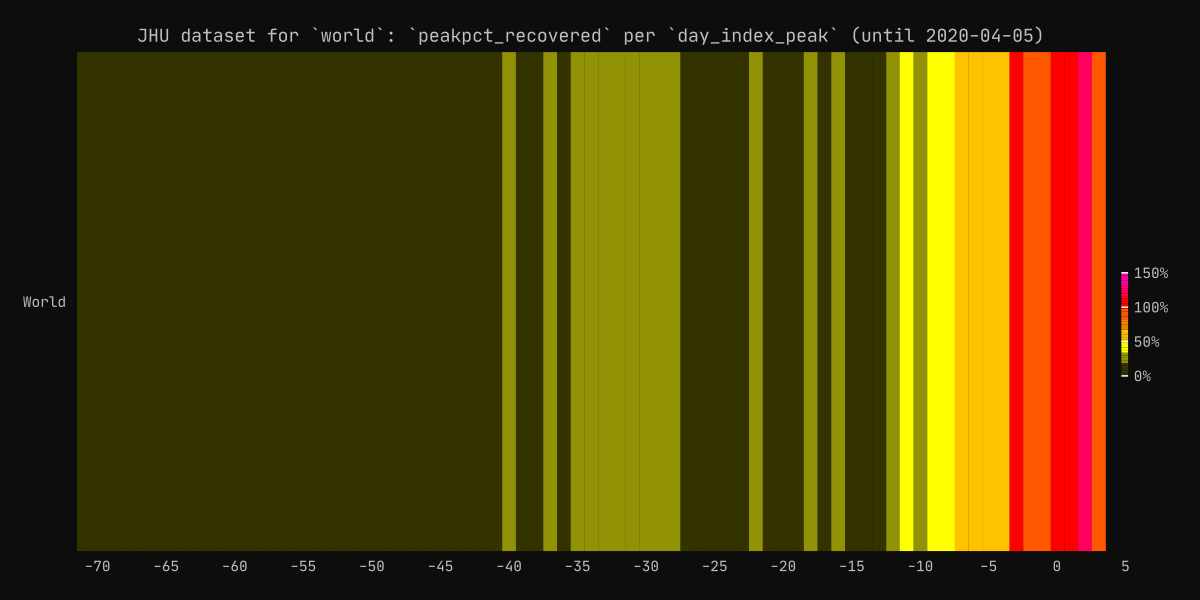 JHU dataset for `world`: `peakpct_recovered` per `day_index_peak` (until 2020-04-05)
World
150%
100%
50%
0%
-70 -65 -60 -55 -50 -45 -40 -35 -30 -25 -20 -15 -10 -5 0 5